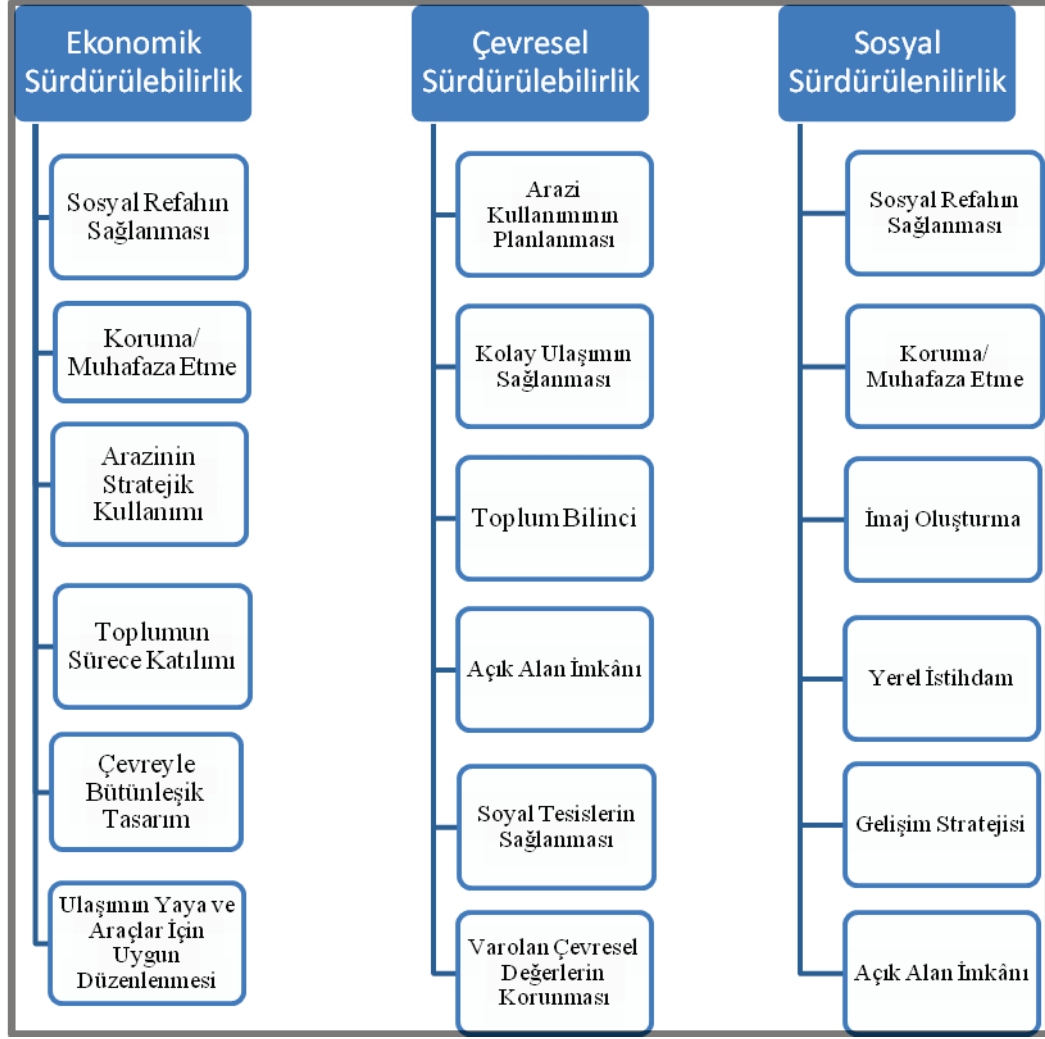 Ekonomik
Sürdürülebilirlik
Sosyal Refahın
Sağlanması
Koruma/
Muhafaza Etme
Arazinin
Stratejik
Kullanımı
Toplumun
Sürece Katılımı
Çevreyle
Bütünleşik
Tasarım
Ulaşımın Yaya ve
Araçlar İçin
Uygun
Düzenlenmesi
Çevresel
Sürdürülebilirlik
Arazi
Kullanımının
Planlanması
Kolay Ulaşımın
Sağlanması
Toplum Bilinci
Açık Alan İmkânı
Soyal Tesislerin
Sağlanması
Varolan Çevresel
Değerlerin
Korunması
Sosyal
Sürdürülenilirlik
Sosyal Refahın
Sağlanması
Koruma/
Muhafaza Etme
İmaj Oluşturma
Yerel İstihdam
Gelişim Stratejisi
Açık Alan İmkânı